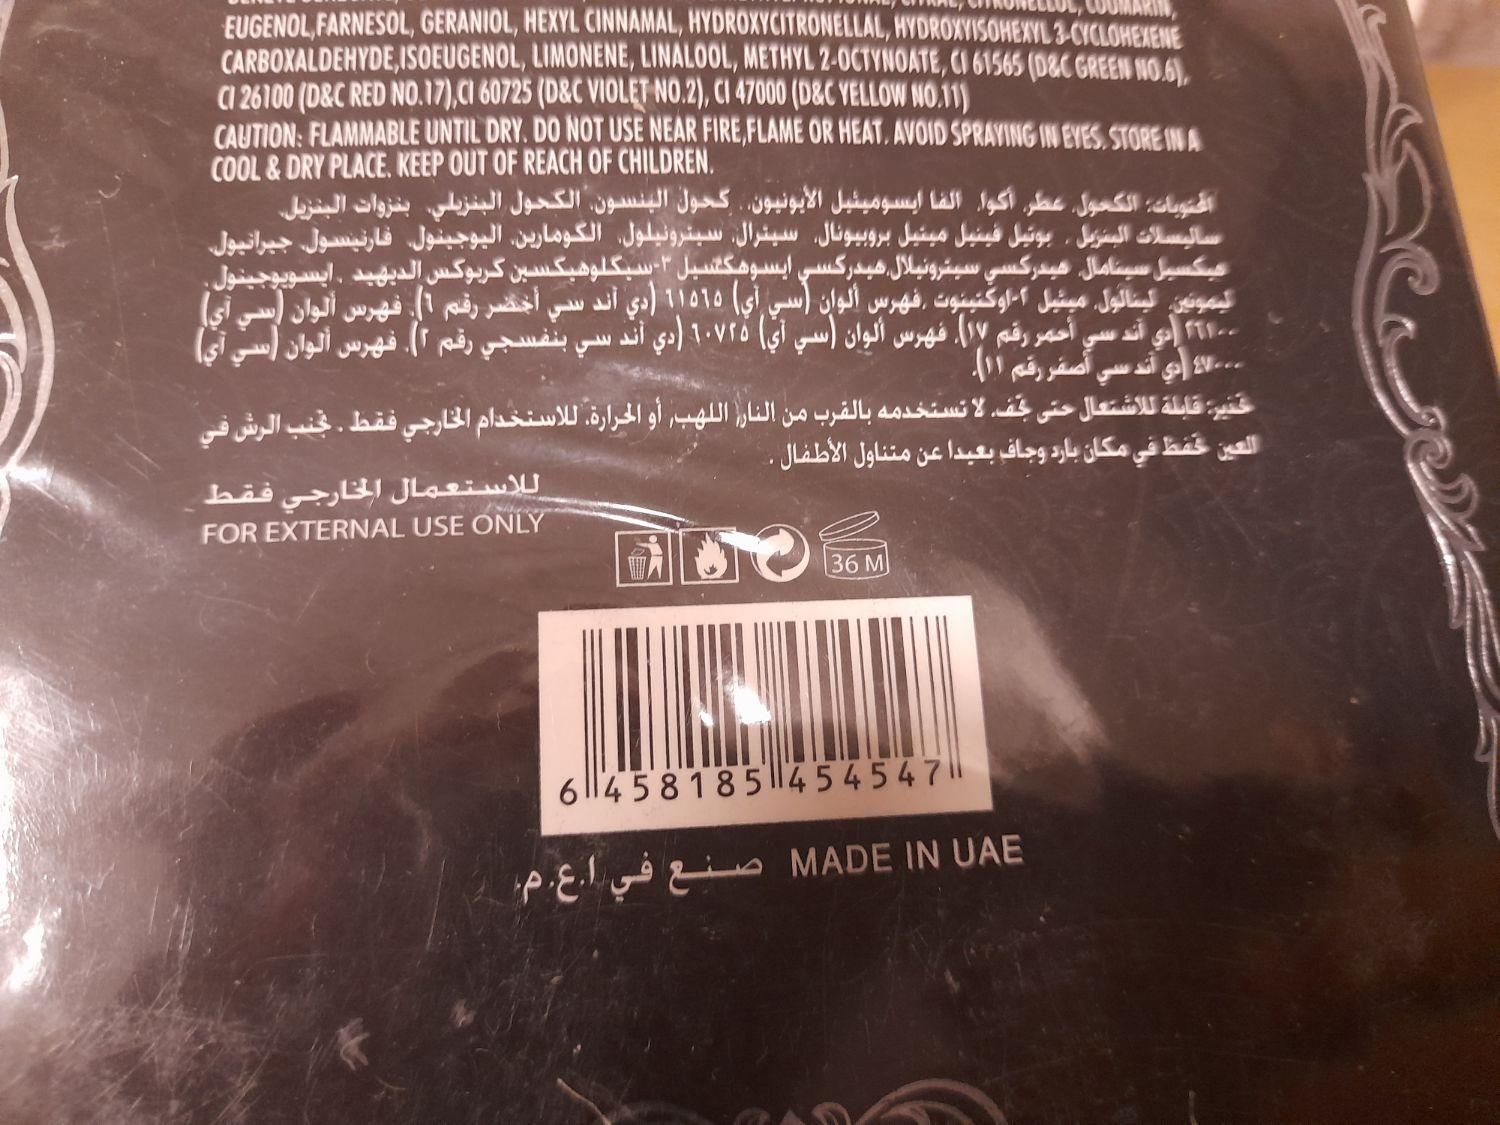 CITRONELLOL, COUMARIN,
EUGENOL,FARNESOL, GERANIOL, HEXYL CINNAMAL, HYDROXYCITRONELLAL, HYDROXYISOHEXYL 3-CYCLOHEXENE
CARBOXALDEHYDE,ISOEUGENOL, LIMONENE, LINALOOL, METHYL 2-OCTYNOATE, CI 61565 (D&C GREEN NO.6),
CI 26100 (D&C RED NO.17),CI 60725 (D&C VIOLET NO.2), CI 47000 (D&C YELLOW NO.11)
CAUTION: FLAMMABLE UNTIL DRY. DO NOT USE NEAR FIRE,FLAME OR HEAT. AVOID SPRAYING IN EYES. STORE IN A
COOL & DRY PLACE. KEEP OUT OF REACH OF CHILDREN.
المحتويات: الكحول. عطر. أكوا. الفا ايسوميثيل الأيونيون.. كحول الينسون. الكحول البنزيلي. بنزوات البنزيل.
ساليسلات البنزيل . بوتيل فينيل ميثيل بروبيونال. سيترال. سيترونيلول. الكومارين. اليوجينول. فارنيسول. جيرانيول.
هيكسيل سينامال. هيدركسي سيترونيلال.هيدركسي ايسوهكسيل ٣-سيكلوهيكسين كربوكس الديهيد . ايسويوجينول .
ليمونين. لينالول. ميثيل ٢-اوكتينوت .فهرس ألوان (سي آي) ٦١٥٦٥ (دي آند سي أخضر رقم ٦). فهرس ألوان (سي آي)
٢٦١٠٠ (دي آند سي أحمر رقم ١٧). فهرس ألوان (سي آي) ٦٠٧٢٥ (دي آند سي بنفسجي رقم ٢). فهرس ألوان (سي آي)
٤٧٠٠٠ (دي آند سي أصفر رقم ١١).
تحذير: قابلة للاشتعال حتى تجف. لا تستخدمه بالقرب من النار, اللهب, أو الحرارة. للاستخدام الخارجي فقط . تجنب الرش في
العين تحفظ في مكان بارد وجاف بعيدا عن متناول الأطفال .
للاستعمال الخارجي فقط
FOR EXTERNAL USE ONLY
36 M
6 458185 454547
صنع في ا.ع.م. MADE IN UAE